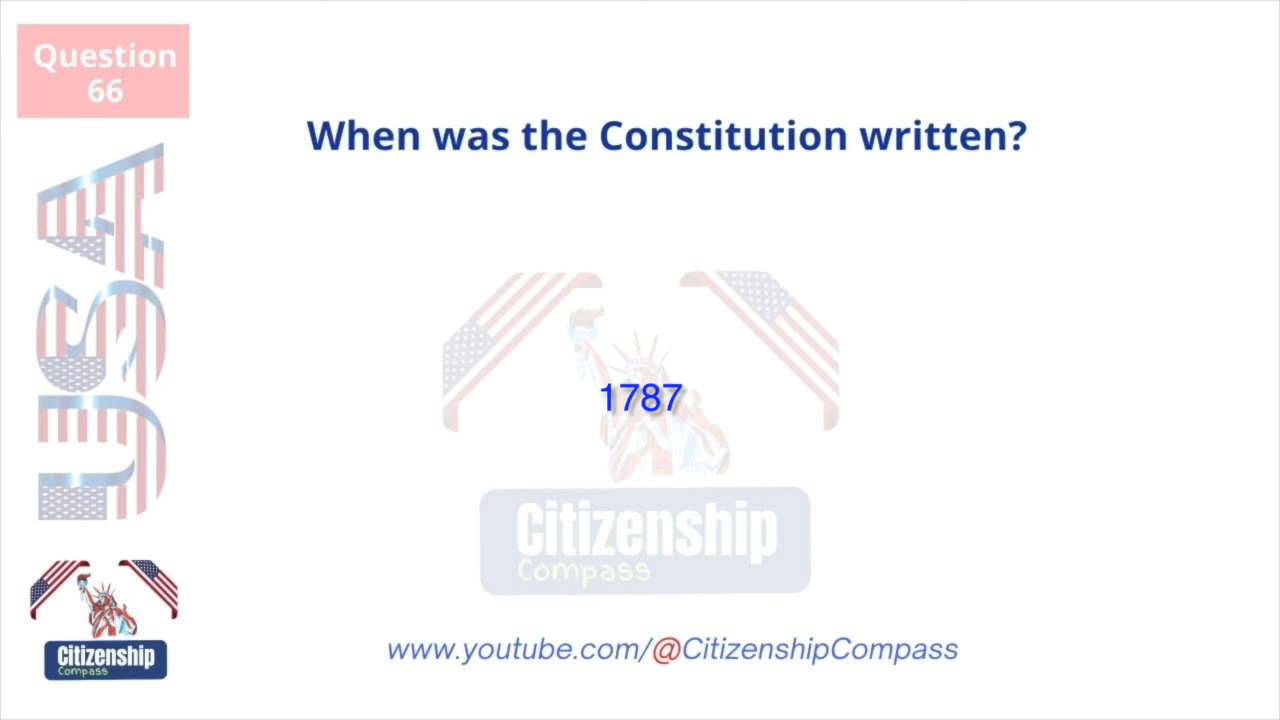 Question
66
When was the Constitution written?
USA
1787
Citizenship
Compass
www.youtube.com/@CitizenshipCompass
Citizenship
Compass